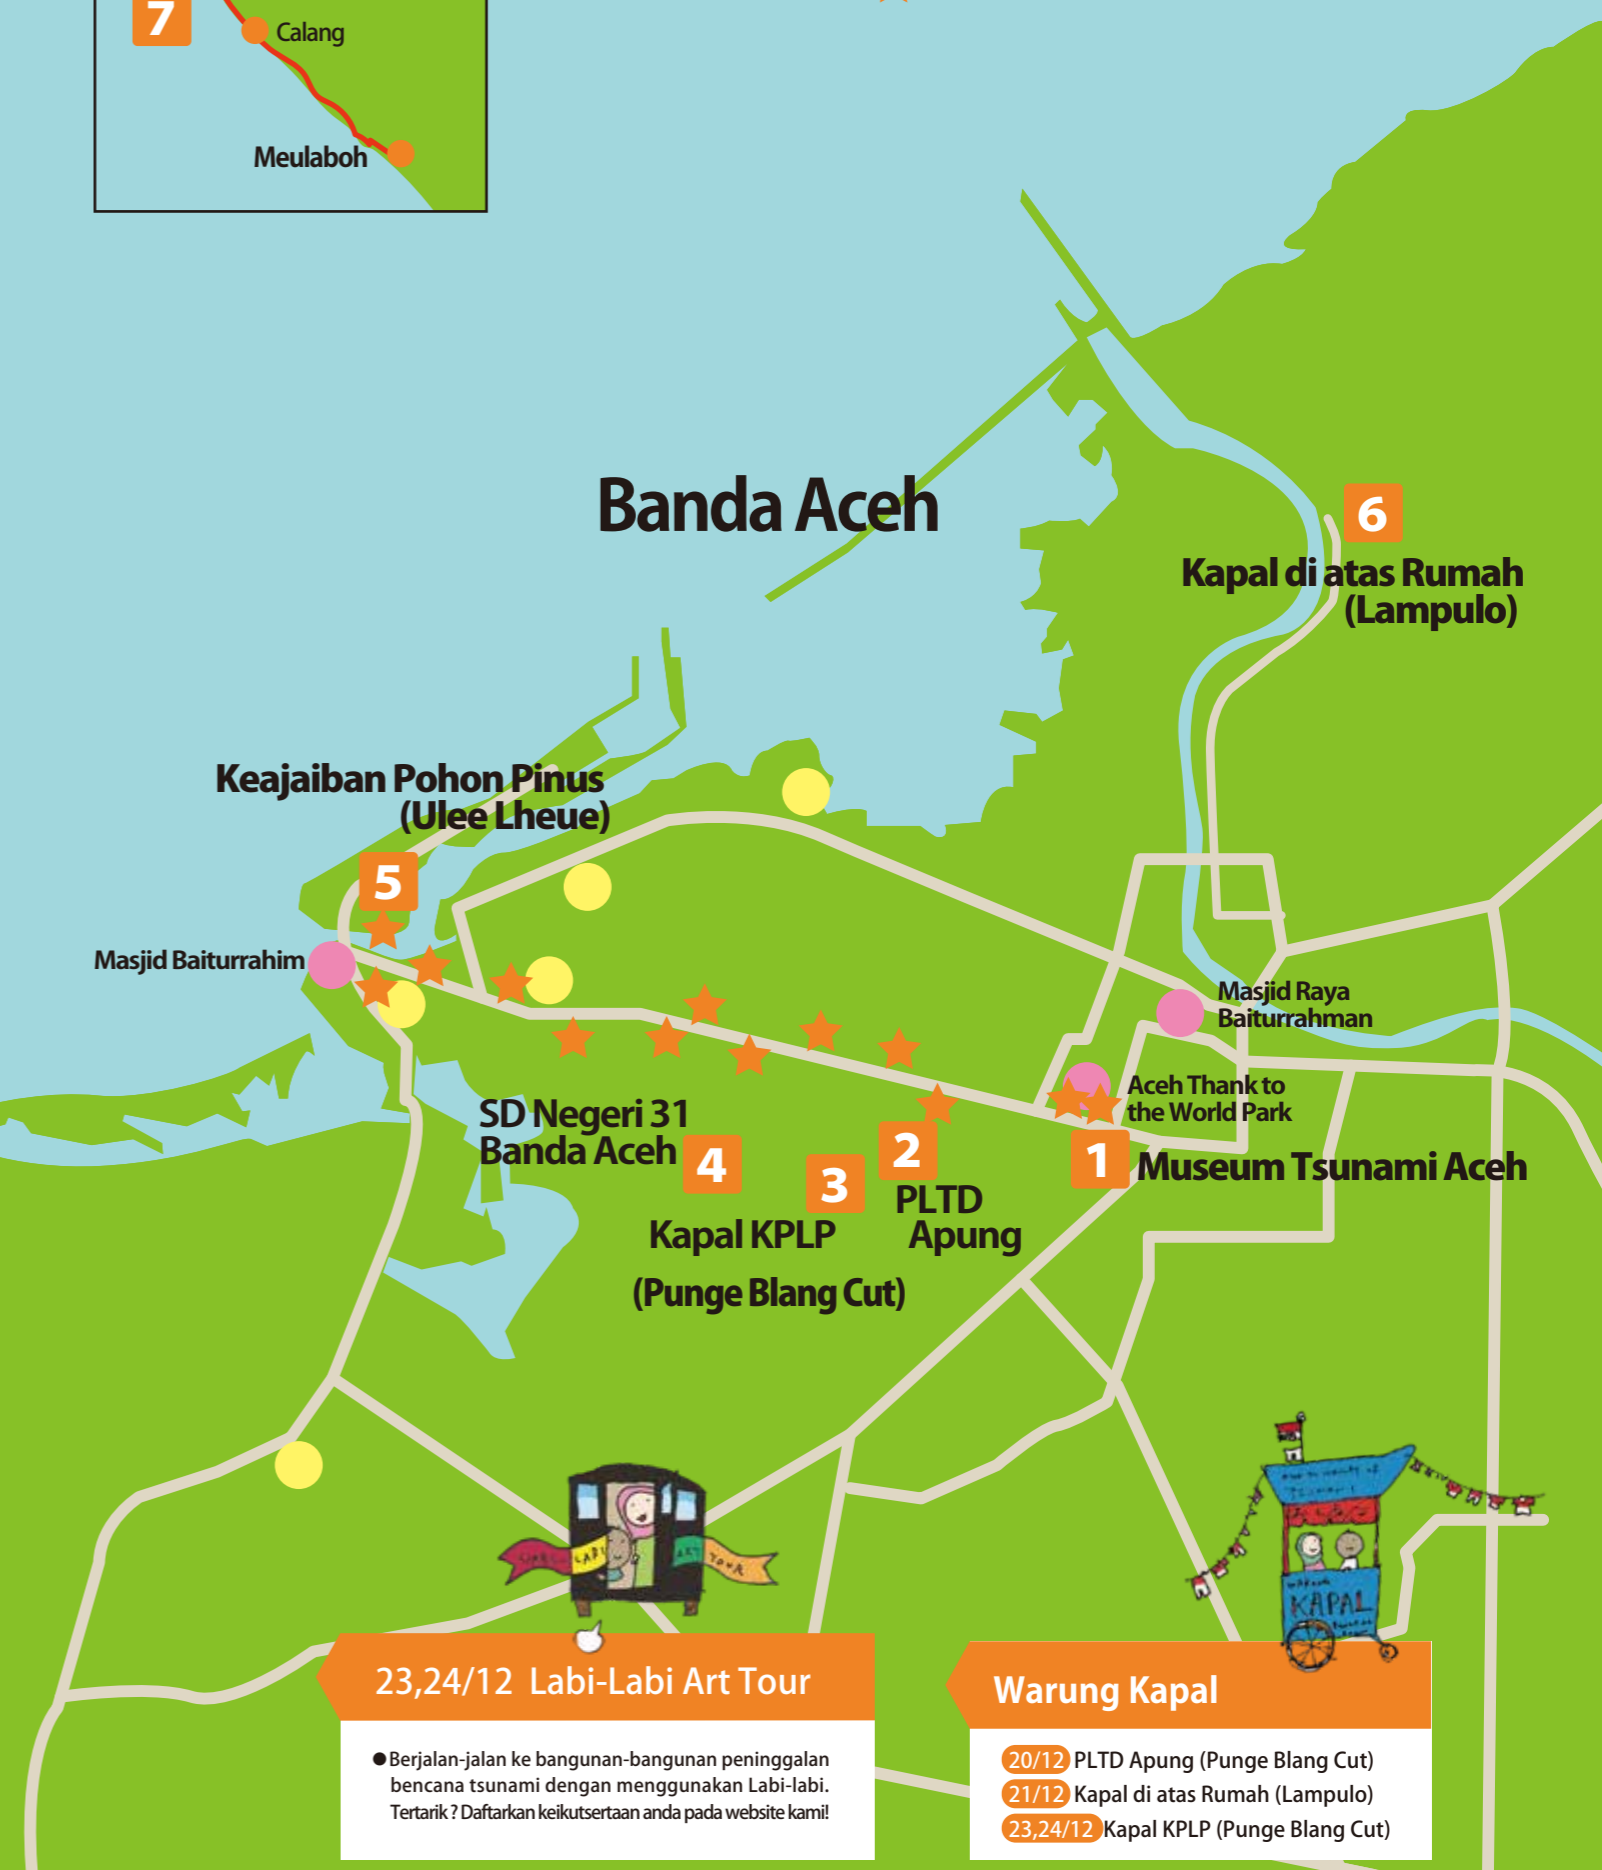 7
Calang
Meulaboh
Banda Aceh
6
Kapal di atas Rumah
(Lampulo)
Keajaiban Pohon Pinus
(Ulee Lheue)
5
Masjid Baiturrahim
Masjid Raya
Baiturrahman
Aceh Thank to
the World Park
SD Negeri 31
Banda Aceh
4
3
2
1
Museum Tsunami Aceh
PLTD
Apung
Kapal KPLP
(Punge Blang Cut)
LABI
ART
TOUR
KAPAL
23,24/12 Labi-Labi Art Tour
●Berjalan-jalan ke bangunan-bangunan peninggalan
bencana tsunami dengan menggunakan Labi-labi.
Tertarik ? Daftarkan keikutsertaan anda pada website kami!
Warung Kapal
20/12 PLTD Apung (Punge Blang Cut)
21/12 Kapal di atas Rumah (Lampulo)
23,24/12 Kapal KPLP (Punge Blang Cut)